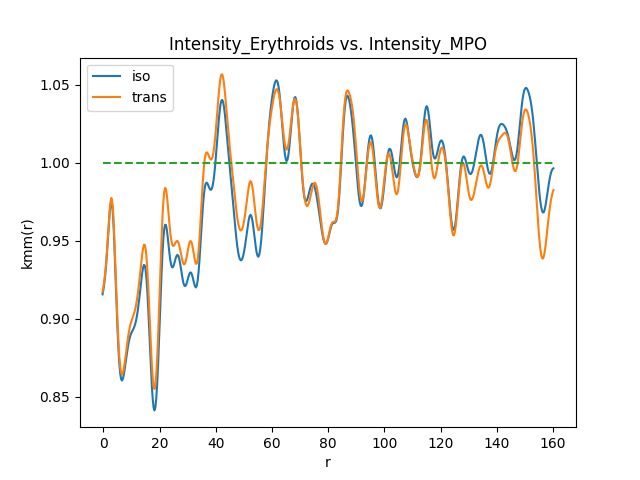 Intensity_Erythroids vs. Intensity_MPO
iso
trans
kmm(r)
1.05
1.00
0.95
0.90
0.85
0 20 40 60 80 100 120 140 160
r